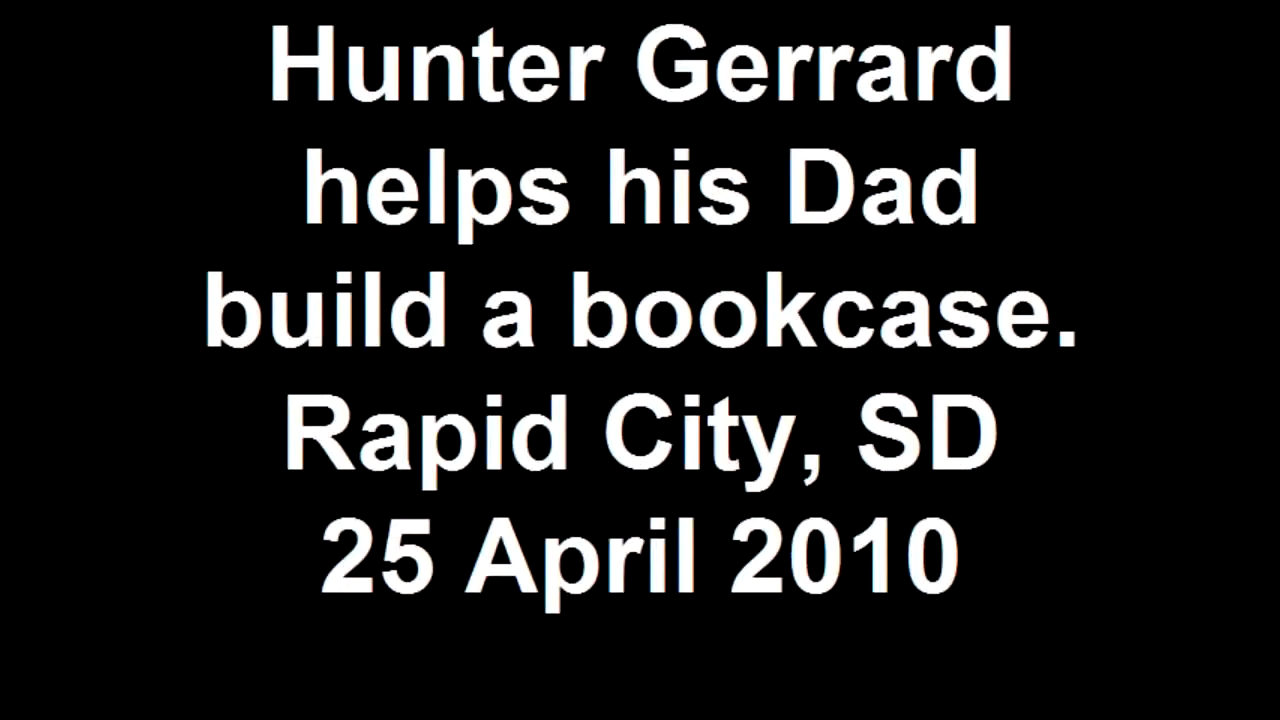 Hunter Gerrard
helps his Dad
build a bookcase.
Rapid City, SD
25 April 2010